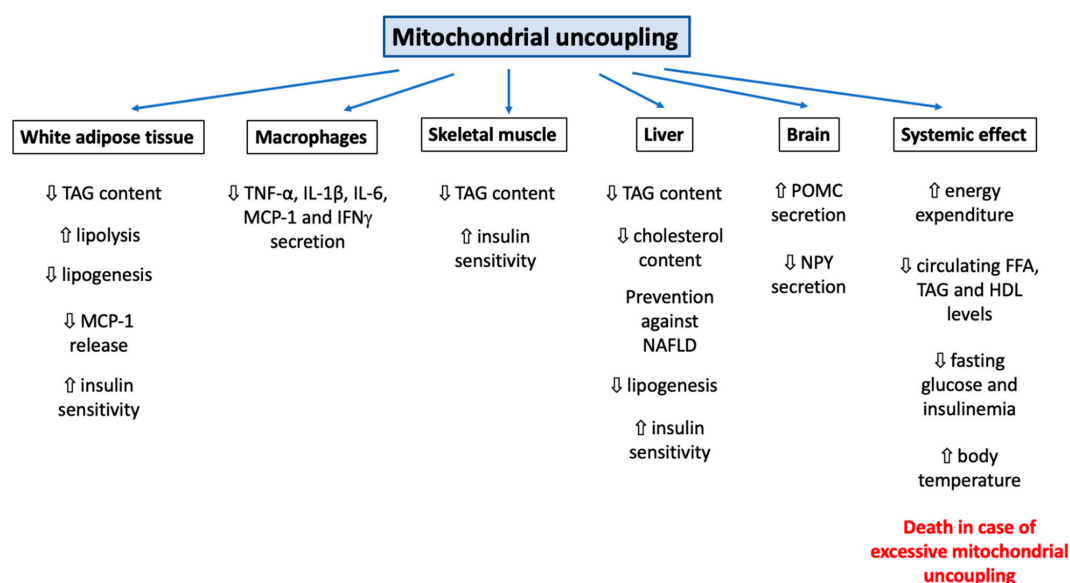 Mitochondrial uncoupling
White adipose tissue
⇩ TAG content
⇧ lipolysis
⇩ lipogenesis
⇩ MCP-1
release
⇧ insulin
sensitivity
Macrophages
⇩ TNF-α, IL-1β, IL-6,
MCP-1 and IFNγ
secretion
Skeletal muscle
⇩ TAG content
⇧ insulin
sensitivity
Liver
⇩ TAG content
⇩ cholesterol
content
Prevention
against
NAFLD
⇩ lipogenesis
⇧ insulin
sensitivity
Brain
⇧ POMC
secretion
⇩ NPY
secretion
Systemic effect
⇧ energy
expenditure
⇩ circulating FFA,
TAG and HDL
levels
⇩ fasting
glucose and
insulinemia
⇧ body
temperature
Death in case of
excessive mitochondrial
uncoupling